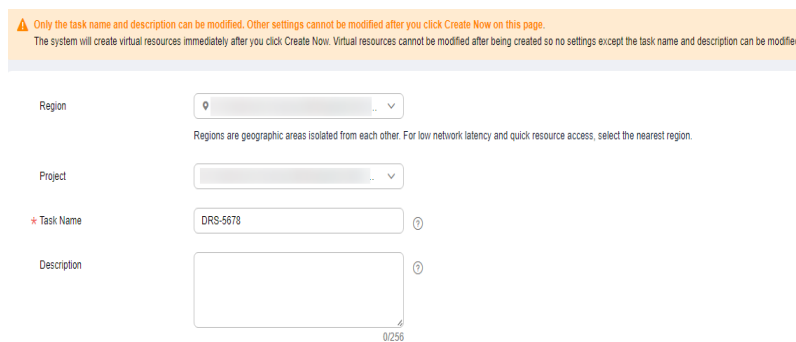 Only the task name and description can be modified. Other settings cannot be modified after you click Create Now on this page.
The system will create virtual resources immediately after you click Create Now. Virtual resources cannot be modified after being created so no settings except the task name and description can be modified
Region
..
Regions are geographic areas isolated from each other. For low network latency and quick resource access, select the nearest region.
Project
..
* Task Name
DRS-5678
?
Description
?
0/256